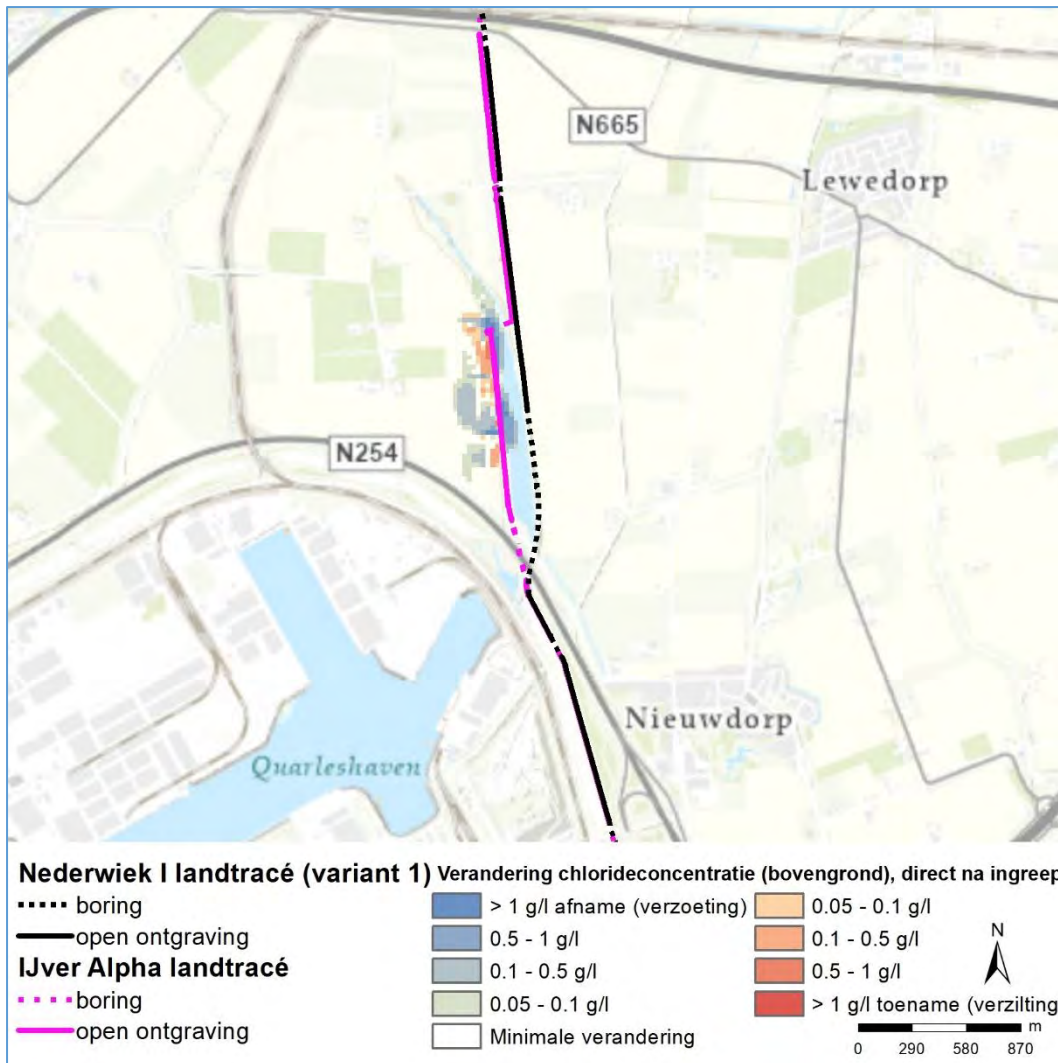 N665
Lewedorp
N254
Nieuwdorp
Quarleshaven
Nederwiek I landtracé (variant 1)
boring
open ontgraving
IJver Alpha landtracé
boring
open ontgraving
Verandering chlorideconcentratie (bovengrond), direct na ingreep
> 1 g/l afname (verzoeting)
0.5 - 1 g/l
0.1 - 0.5 g/l
0.05 - 0.1 g/l
Minimale verandering
0.05 - 0.1 g/l
0.1 - 0.5 g/l
0.5 - 1 g/l
> 1 g/l toename (verzilting
N
m
0 290 580 870